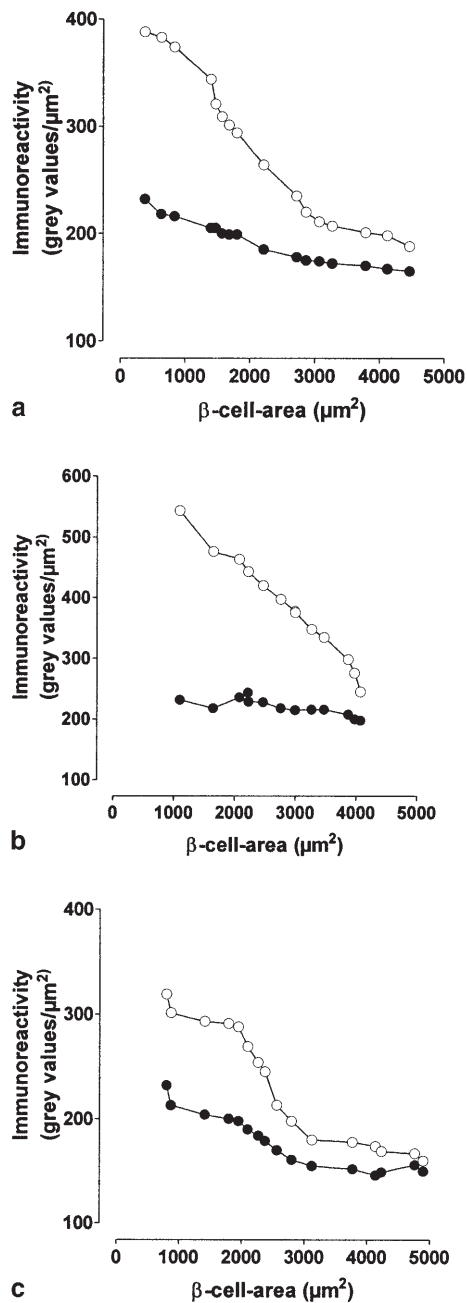 400
300
200
100
Immunoreactivity
(grey values/µm²)
0 1000 2000 3000 4000 5000
β-cell-area (µm²)
a
600
500
400
300
200
100
Immunoreactivity
(grey values/µm²)
0 1000 2000 3000 4000 5000
β-cell-area (µm²)
b
400
300
200
100
Immunoreactivity
(grey values/µm²)
0 1000 2000 3000 4000 5000
β-cell-area (µm²)
c